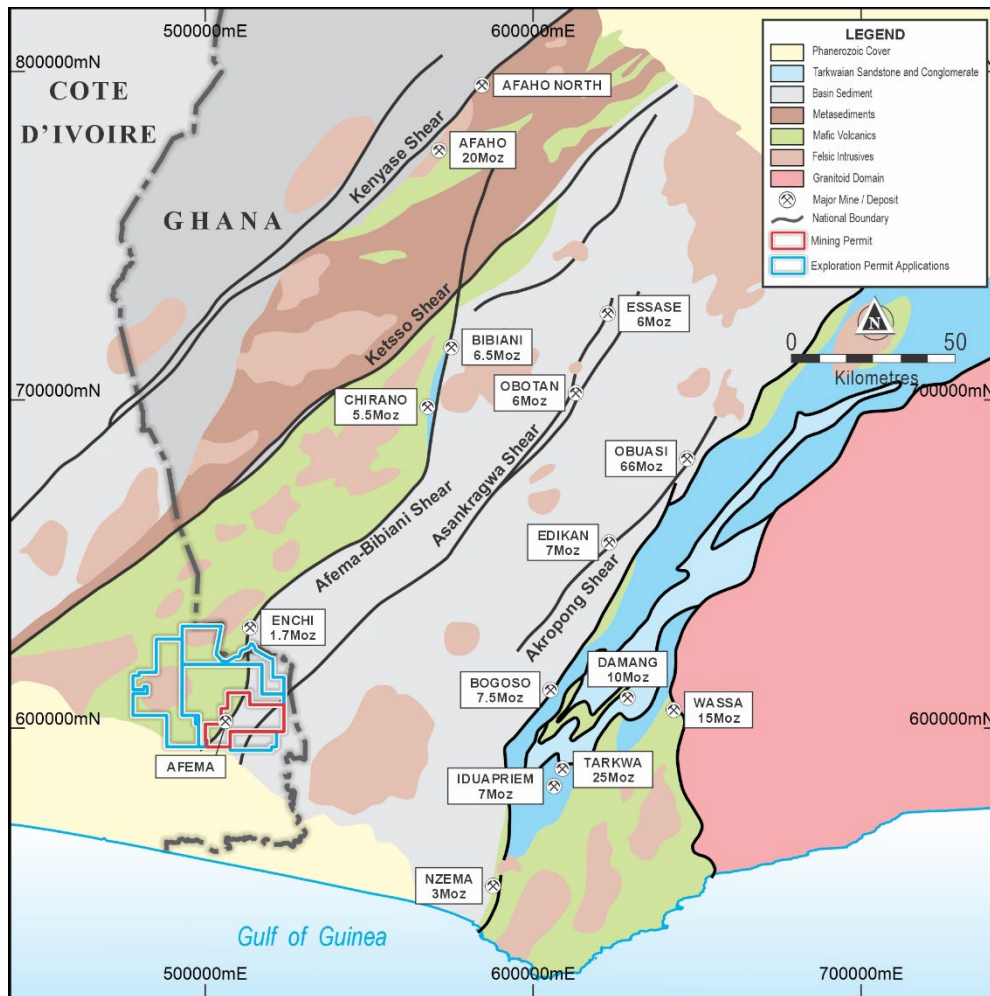 500000mE
600000mE
800000mN
COTE
D'IVOIRE
GHANA
AFAHO NORTH
AFAHO
20Moz
Kenyase Shear
Ketsso Shear
LEGEND
Phanerozoic Cover
Tarkwaian Sandstone and Conglomerate
Basin Sediment
Metasediments
Mafic Volcanics
Felsic Intrusives
Granitoid Domain
Major Mine / Deposit
National Boundary
Mining Permit
Exploration Permit Applications
N
0
50
Kilometres
700000mN
700000mN
ESSASE
6Moz
BIBIANI
6.5Moz
OBOTAN
6Moz
CHIRANO
5.5Moz
OBUASI
66Moz
Asankragwa Shear
Afema-Bibiani Shear
EDIKAN
7Moz
Akropong Shear
ENCHI
1.7Moz
DAMANG
10Moz
BOGOSO
7.5Moz
WASSA
15Moz
600000mN
600000mN
AFEMA
TARKWA
25Moz
IDUAPRIEM
7Moz
NZEMA
3Moz
Gulf of Guinea
500000mE
600000mE
700000mE